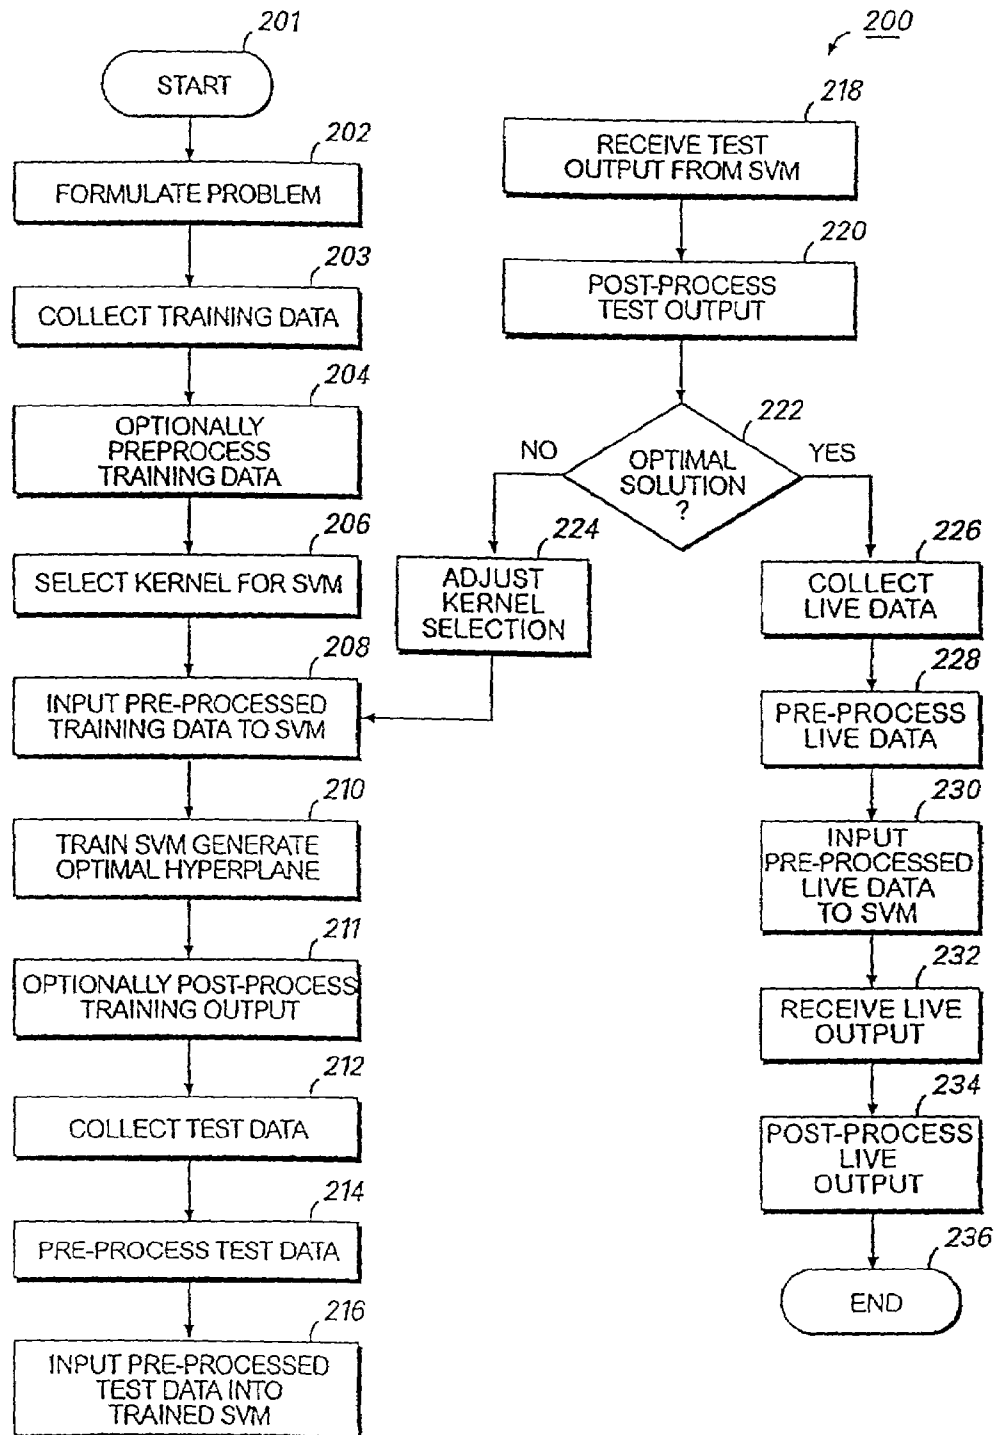 201
START
202
FORMULATE PROBLEM
203
COLLECT TRAINING DATA
204
OPTIONALLY
PREPROCESS
TRAINING DATA
206
SELECT KERNEL FOR SVM
208
INPUT PRE-PROCESSED
TRAINING DATA TO SVM
210
TRAIN SVM GENERATE
OPTIMAL HYPERPLANE
211
OPTIONALLY POST-PROCESS
TRAINING OUTPUT
212
COLLECT TEST DATA
214
PRE-PROCESS TEST DATA
216
INPUT PRE-PROCESSED
TEST DATA INTO
TRAINED SVM
200
218
RECEIVE TEST
OUTPUT FROM SVM
220
POST-PROCESS
TEST OUTPUT
222
OPTIMAL
SOLUTION
?
NO
YES
224
ADJUST
KERNEL
SELECTION
226
COLLECT
LIVE DATA
228
PRE-PROCESS
LIVE DATA
230
INPUT
PRE-PROCESSED
LIVE DATA
TO SVM
232
RECEIVE LIVE
OUTPUT
234
POST-PROCESS
LIVE
OUTPUT
236
END